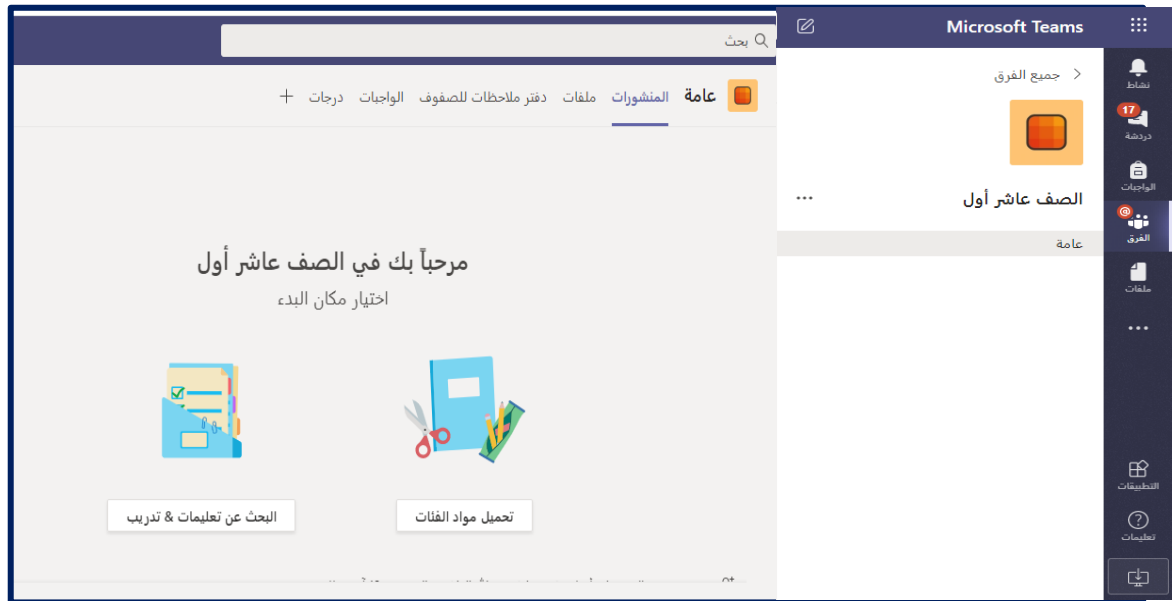 Microsoft Teams
بحث
نشاط
17
دردشة
الواجبات
@
الفرق
ملفات
التطبيقات
تعليمات
جميع الفرق
الصف عاشر أول
عامة
عامة المنشورات ملفات دفتر ملاحظات للصفوف الواجبات درجات +
مرحباً بك في الصف عاشر أول
اختيار مكان البدء
تحميل مواد الفئات
البحث عن تعليمات & تدريب